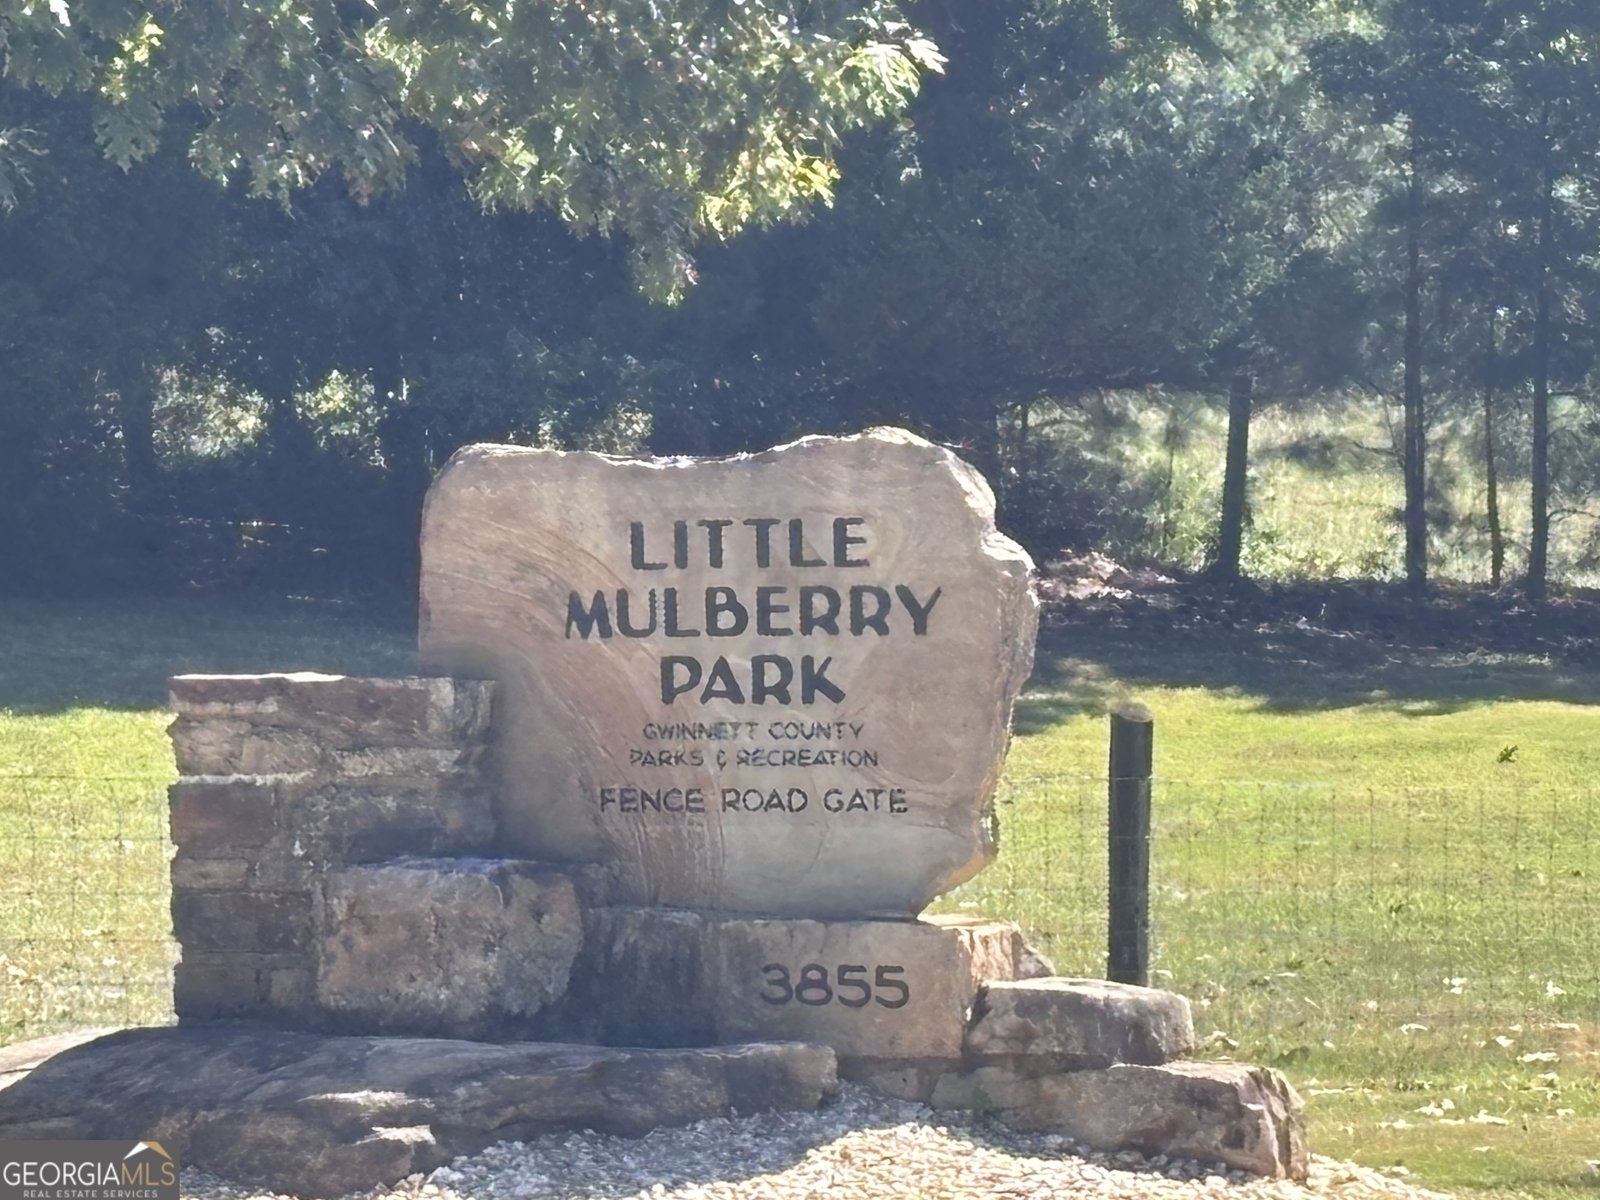 LITTLE
MULBERRY
PARK
GWINNETT COUNTY
PARKS & RECREATION
FENCE ROAD GATE
3855
GEORGIAMLS
REAL ESTATE SERVICES